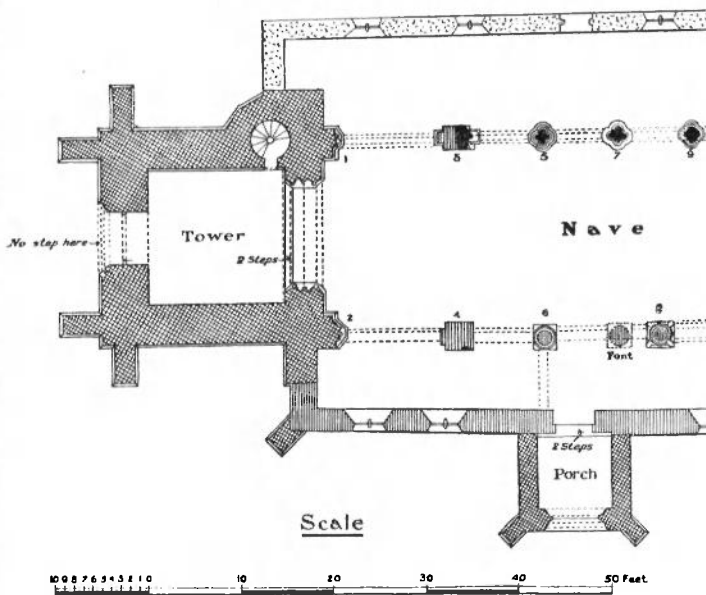 1 3 5 7 9
Nave
Tower
No step here
2 Steps
2 4 6 8
Font
2 Steps
Porch
Scale
10 9 8 7 6 5 4 3 2 1 0 10 20 30 40 50 Feet.